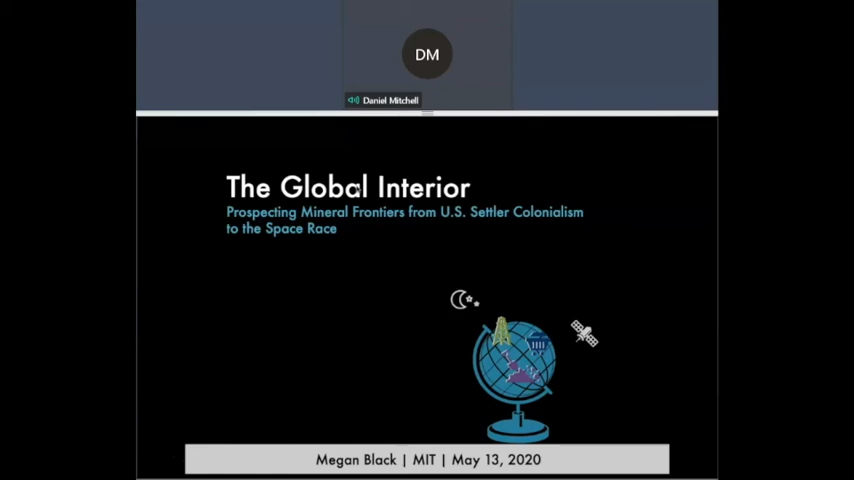 DM
Daniel Mitchell
The Global Interior
Prospecting Mineral Frontiers from U.S. Settler Colonialism
to the Space Race
Megan Black | MIT | May 13, 2020